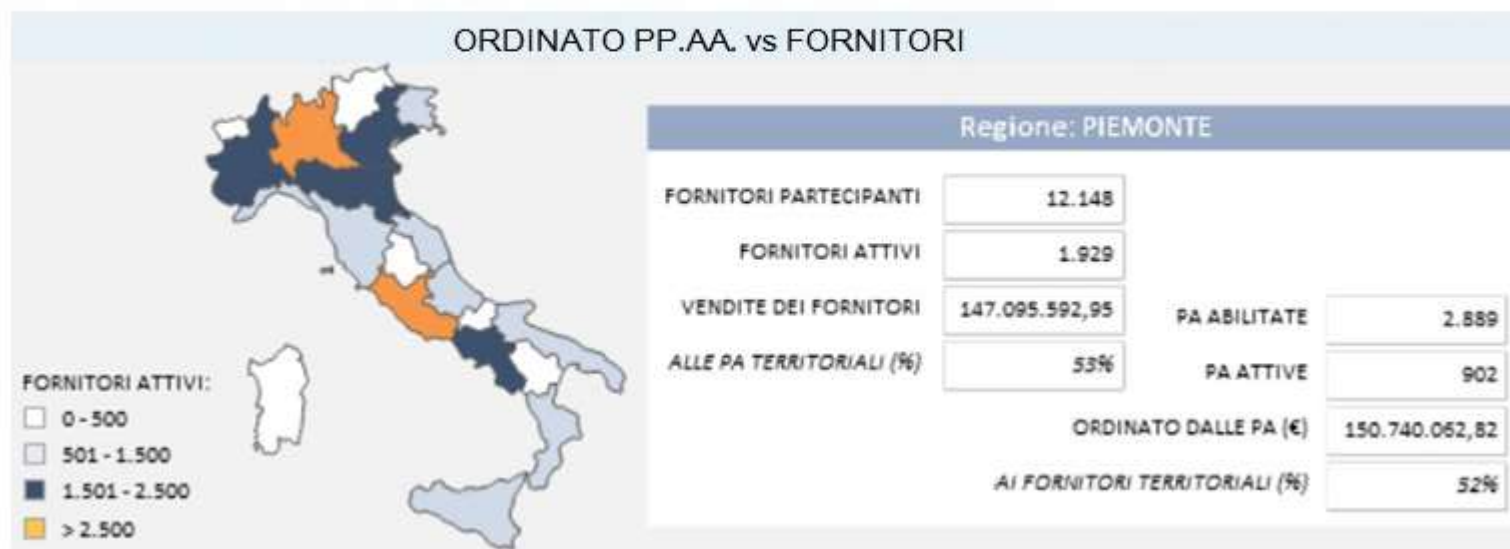 ORDINATO PP.AA. vs FORNITORI
Regione: PIEMONTE
FORNITORI PARTECIPANTI 12.148
FORNITORI ATTIVI 1.929
VENDITE DEI FORNITORI 147.095.592,95 PA ABILITATE 2.889
ALLE PA TERRITORIALI (%) 53% PA ATTIVE 902
ORDINATO DALLE PA (€) 150.740.062,82
AI FORNITORI TERRITORIALI (%) 52%
FORNITORI ATTIVI:
0 - 500
501 - 1.500
1.501 - 2.500
> 2.500